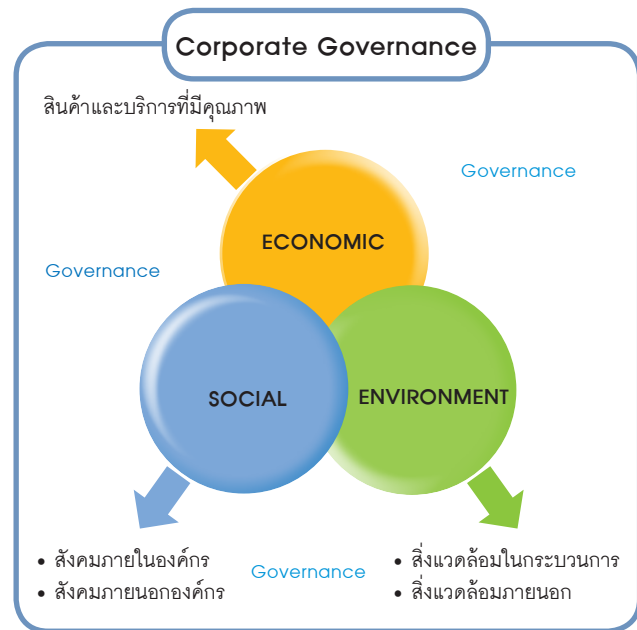 Corporate Governance
สินค้าและบริการที่มีคุณภาพ
Governance
ECONOMIC
Governance
SOCIAL
ENVIRONMENT
• สังคมภายในองค์กร
• สังคมภายนอกองค์กร
Governance
• สิ่งแวดล้อมในกระบวนการ
• สิ่งแวดล้อมภายนอก